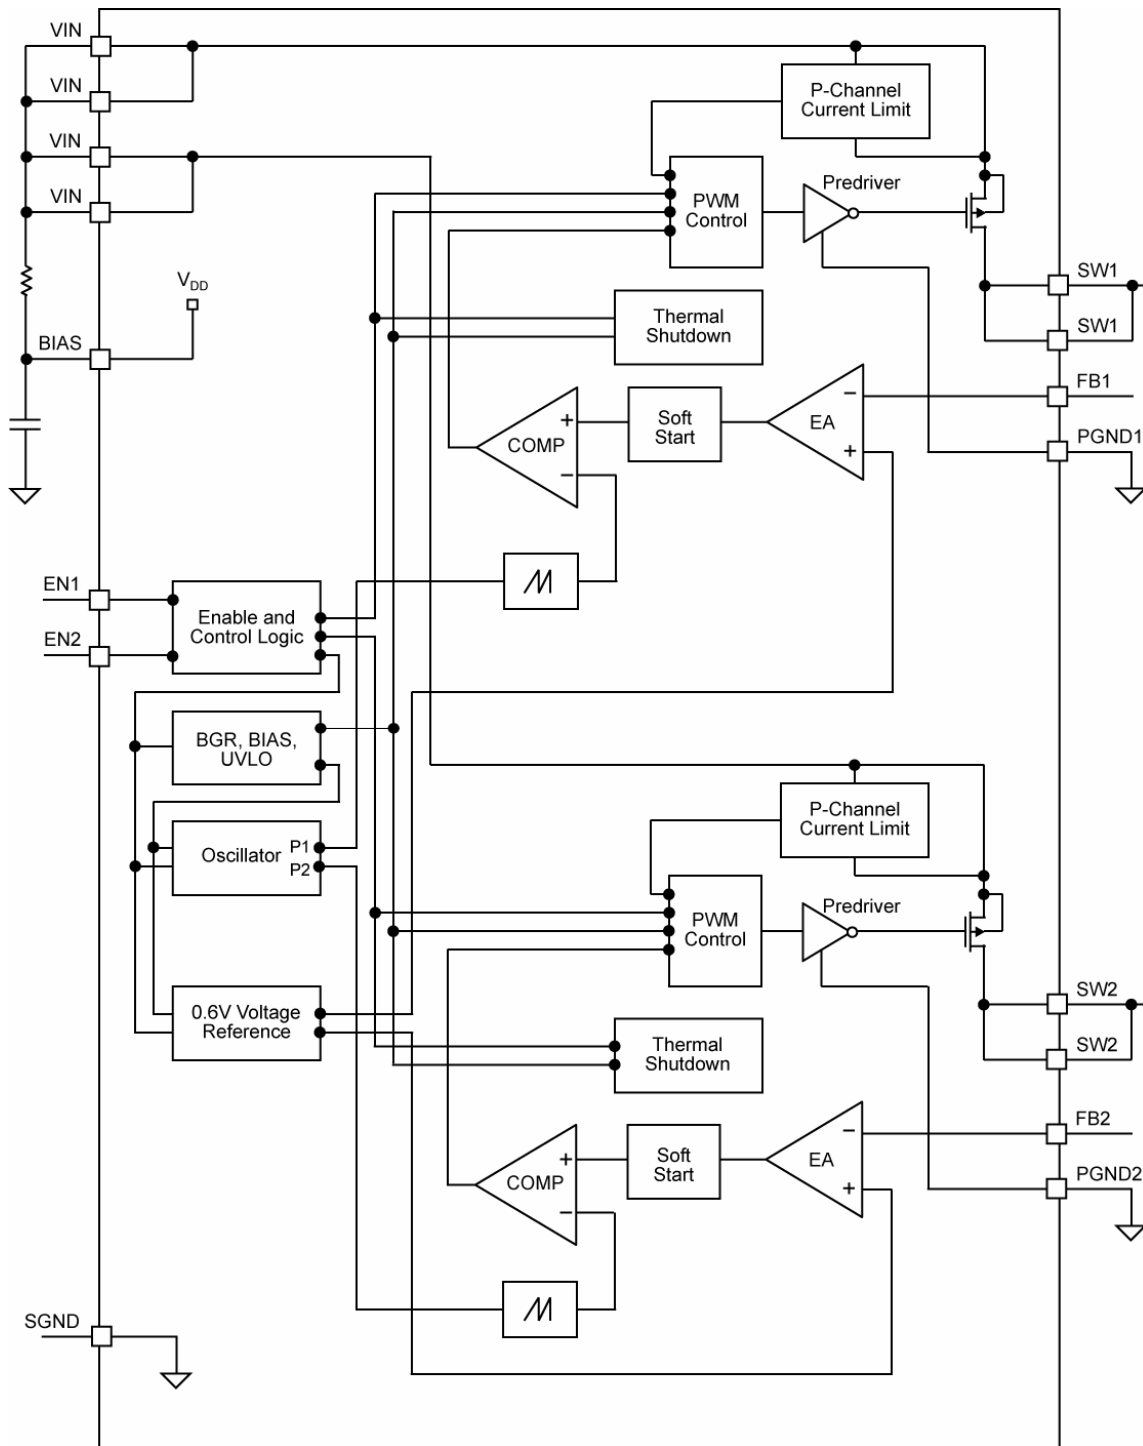 VIN
VIN
P-Channel
Current Limit
VIN
Predriver
PWM
Control
VIN
SW1
VDD
Thermal
Shutdown
SW1
BIAS
FB1
−
Soft
Start
EA
+
COMP
PGND1
+
−
EN1
Enable and
Control Logic
EN2
BGR, BIAS,
UVLO
P-Channel
Current Limit
Oscillator
P1
P2
Predriver
PWM
Control
SW2
0.6V Voltage
Reference
Thermal
Shutdown
SW2
FB2
−
Soft
Start
EA
+
COMP
PGND2
+
−
SGND